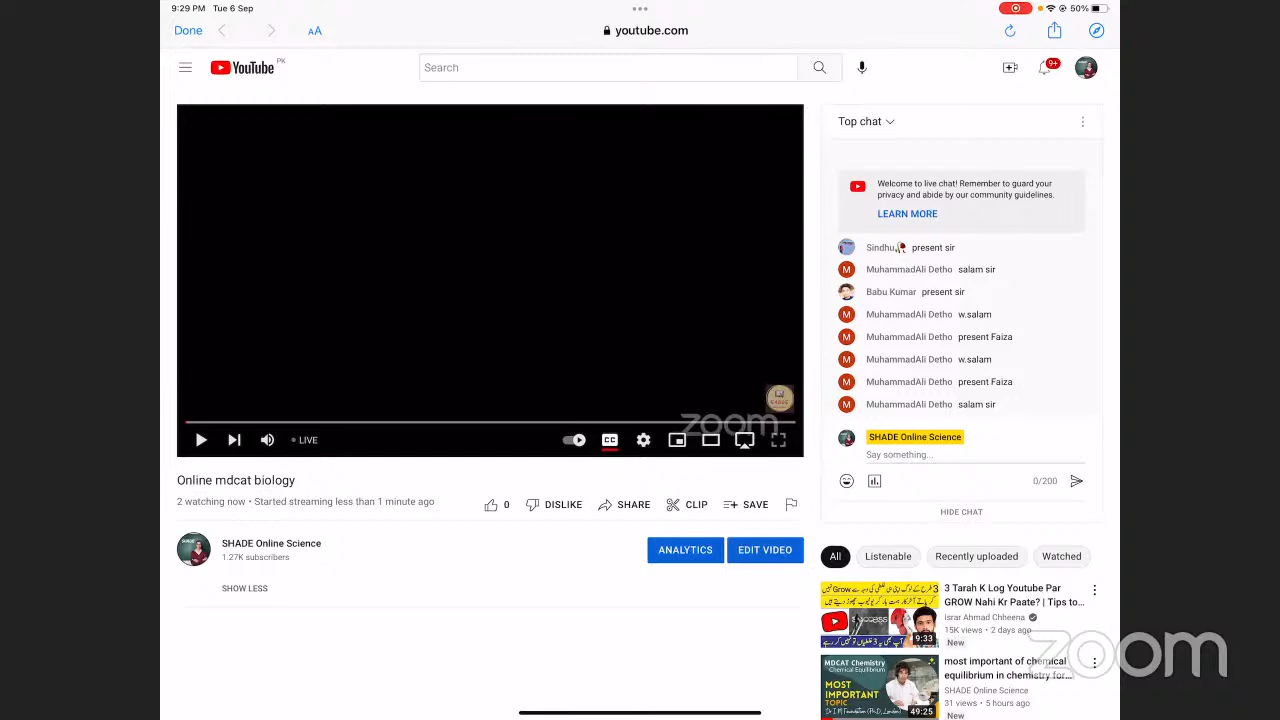 9:29 PM Tue 6 Sep
50%
Done
AA
youtube.com
YouTube PK
Search
9+
Top chat
Welcome to live chat! Remember to guard your
privacy and abide by our community guidelines.
LEARN MORE
Sindhu present sir
MuhammadAli Detho salam sir
Babu Kumar present sir
M MuhammadAli Detho w.salam
M MuhammadAli Detho present Faiza
M MuhammadAli Detho w.salam
M MuhammadAli Detho present Faiza
M MuhammadAli Detho salam sir
SHADE Online Science
Say something...
0/200
HIDE CHAT
zoom
LIVE
CC
Online mdcat biology
2 watching now • Started streaming less than 1 minute ago
0 DISLIKE SHARE CLIP SAVE
SHADE Online Science
1.27K subscribers
ANALYTICS EDIT VIDEO
SHOW LESS
All Listenable Recently uploaded Watched
9:33
3 Tarah K Log Youtube Par
GROW Nahi Kr Paate? | Tips to...
Israr Ahmad Chheena
15K views • 2 days ago
New
MDCAT Chemistry
Chemical Equilibrium
MOST
IMPORTANT
TOPIC
49:25
most important of chemical
equilibrium in chemistry for...
SHADE Online Science
31 views • 5 hours ago
New
zoom